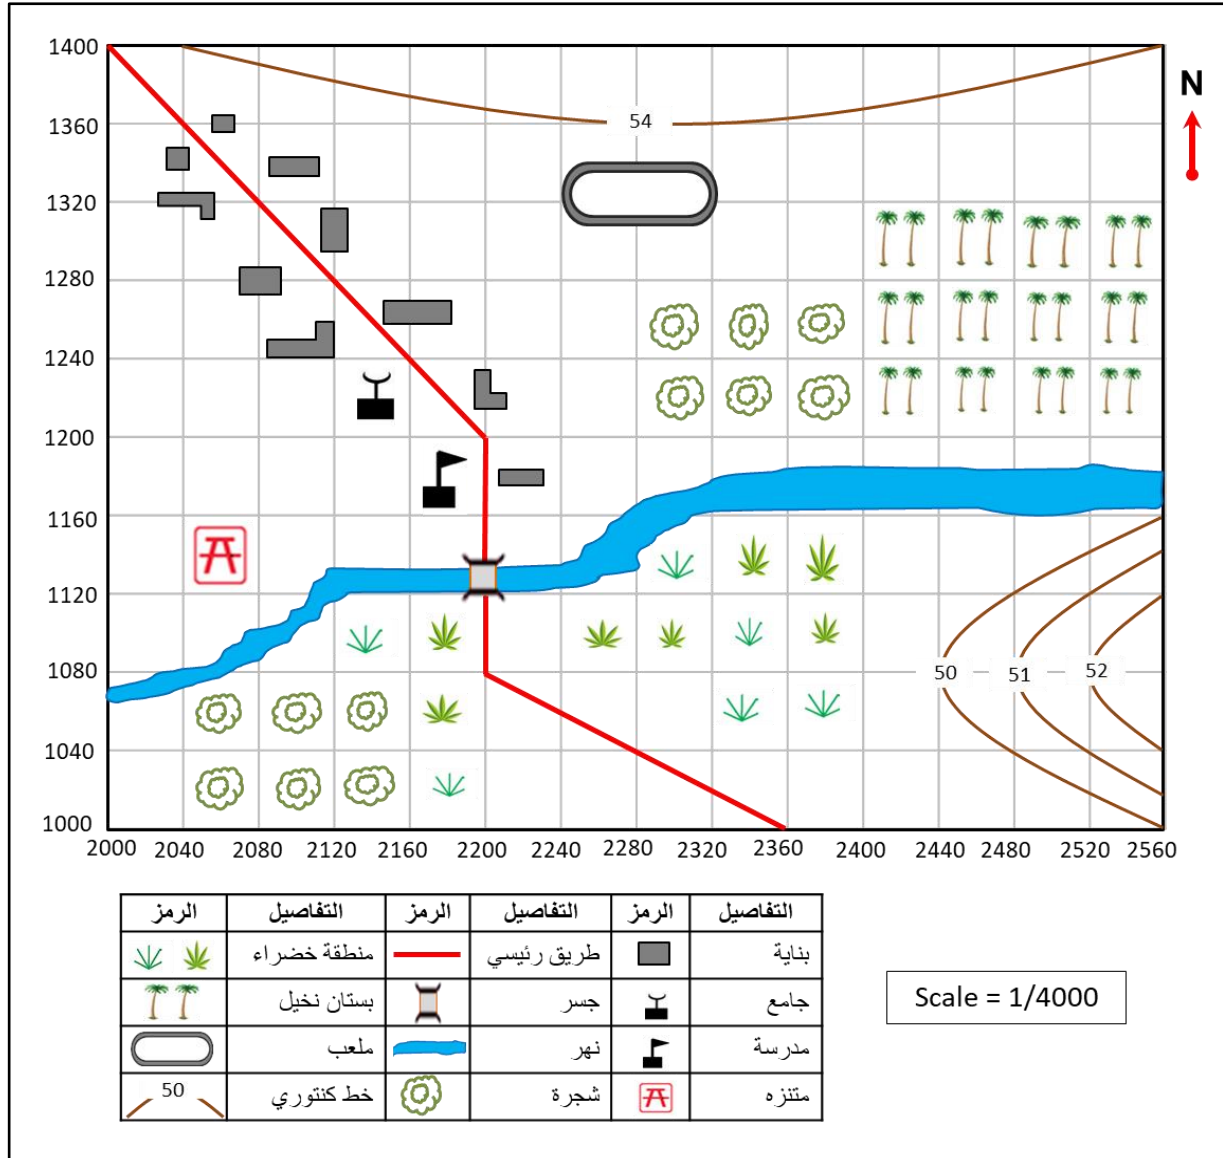 1400
N
1360
54
1320
1280
1240
1200
1160
1120
1080
50
51
52
1040
1000
2000 2040 2080 2120 2160 2200 2240 2280 2320 2360 2400 2440 2480 2520 2560
التفاصيل الرمز التفاصيل الرمز التفاصيل الرمز
بناية طريق رئيسي منطقة خضراء
جامع جسر بستان نخيل
مدرسة نهر ملعب
متنزه شجرة خط كنتوري 50
Scale = 1/4000